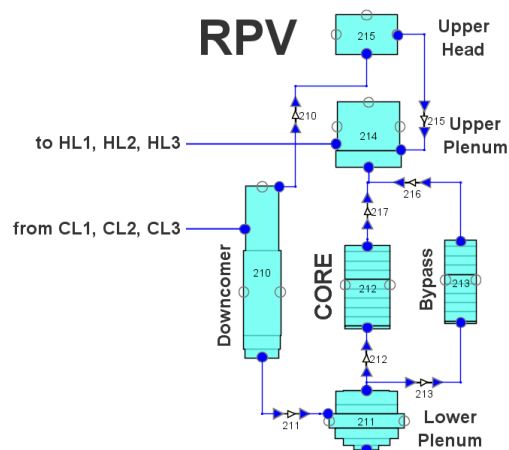 RPV
215
Upper
Head
210
215
214
Upper
Plenum
to HL1, HL2, HL3
216
217
from CL1, CL2, CL3
Downcomer
210
CORE
212
Bypass
213
212
213
211
211
Lower
Plenum